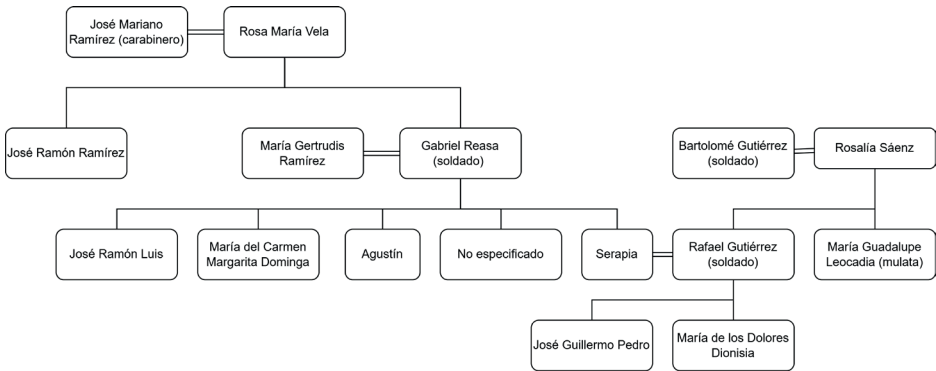 José Mariano
Ramírez (carabinero)
Rosa María Vela
José Ramón Ramírez
María Gertrudis
Ramírez
Gabriel Reasa
(soldado)
Bartolomé Gutiérrez
(soldado)
Rosalía Sáenz
José Ramón Luis
María del Carmen
Margarita Dominga
Agustín
No especificado
Serapia
Rafael Gutiérrez
(soldado)
María Guadalupe
Leocadia (mulata)
José Guillermo Pedro
María de los Dolores
Dionisia